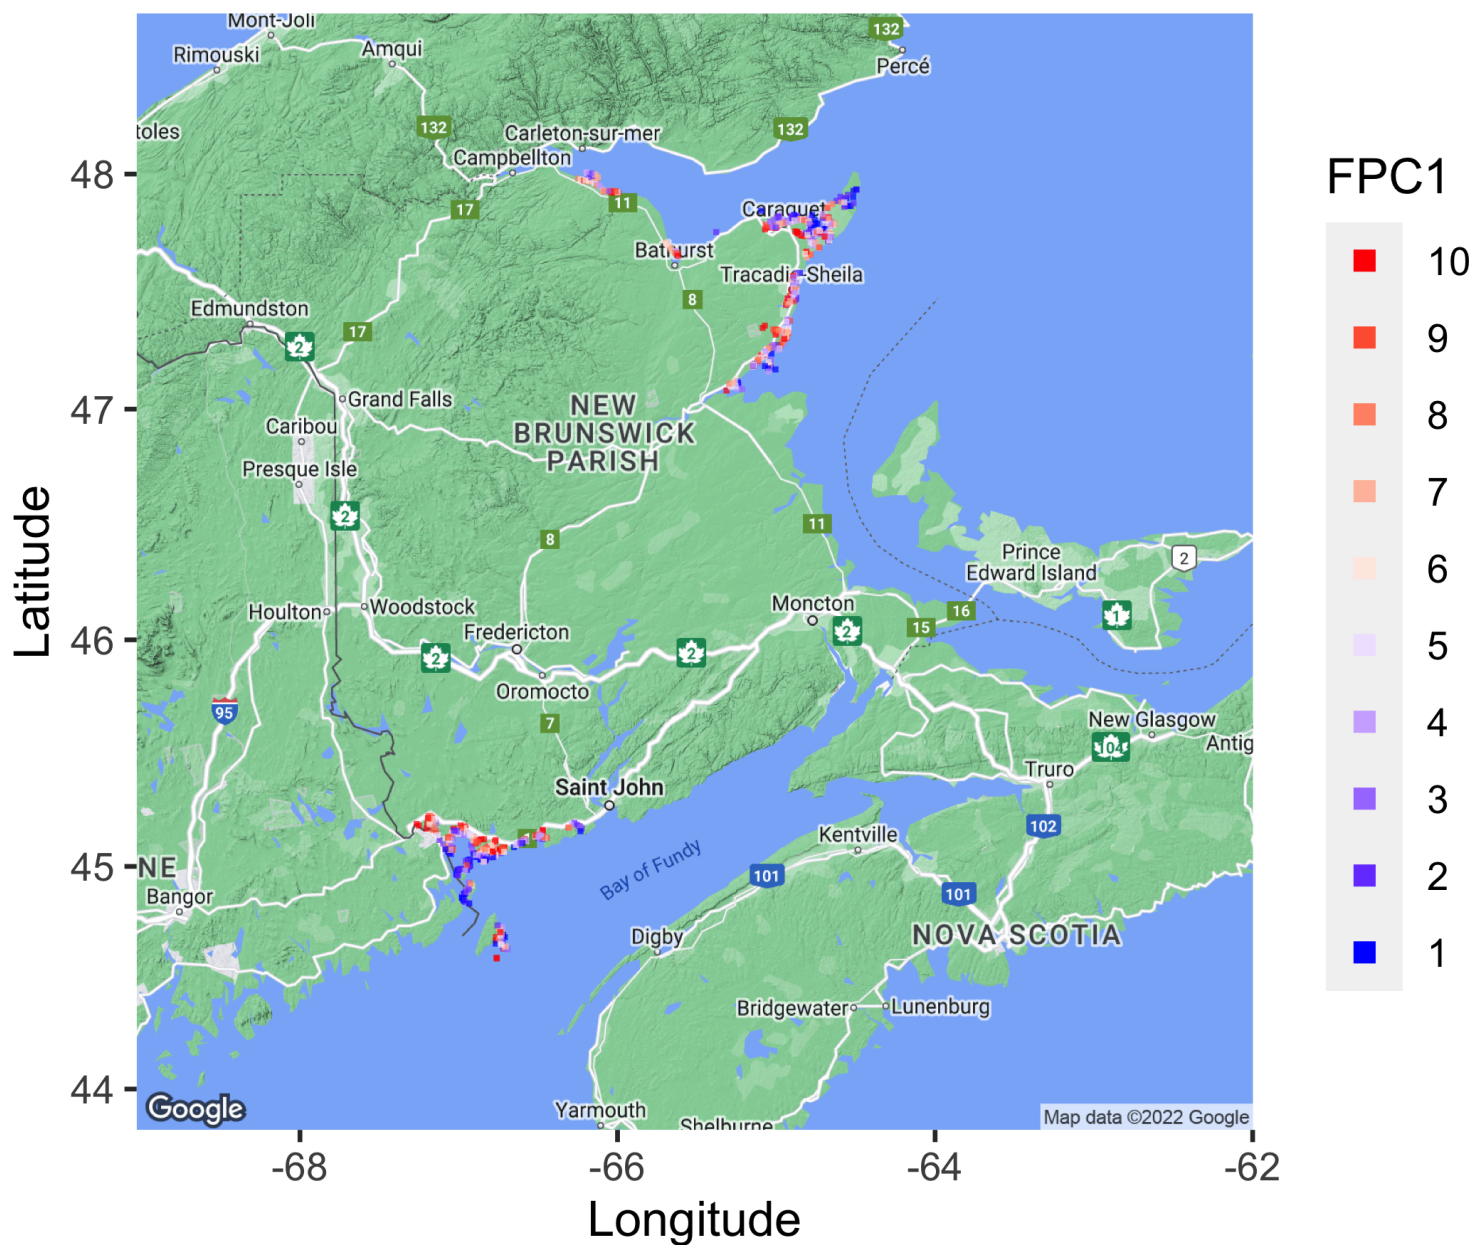 Mont-Joli
Rimouski
Amqui
132
Percé
toles
132
Carleton-sur-mer
132
Campbellton
48
17
11
Caraquet
Bathurst
Tracadie-Sheila
8
Edmundston
17
2
47
Grand Falls
NEW
BRUNSWICK
PARISH
Caribou
Presque Isle
2
11
8
Prince
Edward Island
2
Houlton
Woodstock
Moncton
16
1
46
Fredericton
2
15
2
2
Oromocto
95
7
New Glasgow
104
Antig
Saint John
Truro
1
Kentville
102
45
NE
Bay of Fundy
101
101
Bangor
Digby
NOVA SCOTIA
Bridgewater
Lunenburg
44
Google
Yarmouth
Shelburne
Map data ©2022 Google
-68
-66
-64
-62
Longitude
Latitude
FPC1
10
9
8
7
6
5
4
3
2
1